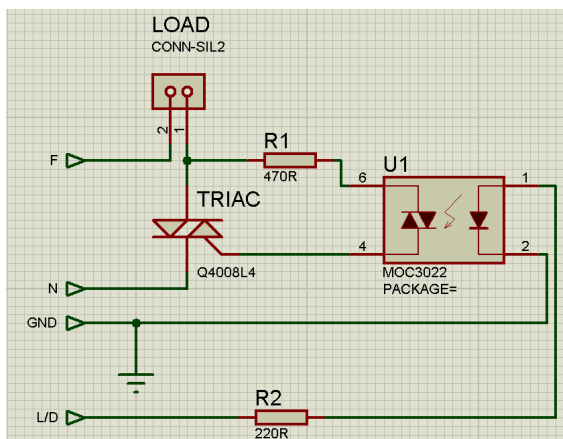 LOAD
CONN-SIL2
2
1
F
R1
470R
U1
6
1
TRIAC
4
2
Q4008L4
MOC3022
PACKAGE=
N
GND
R2
L/D
220R